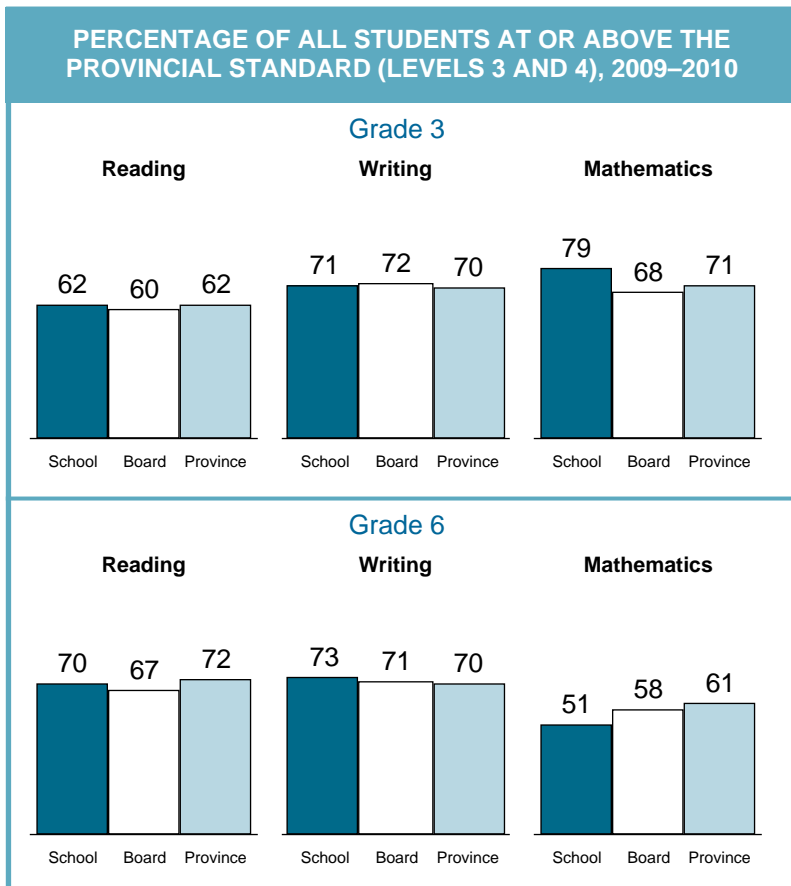 PERCENTAGE OF ALL STUDENTS AT OR ABOVE THE
PROVINCIAL STANDARD (LEVELS 3 AND 4), 2009–2010
Grade 3
Reading Writing Mathematics
62 60 62 71 72 70 79 68 71
School Board Province School Board Province School Board Province
Grade 6
Reading Writing Mathematics
70 67 72 73 71 70 51 58 61
School Board Province School Board Province School Board Province